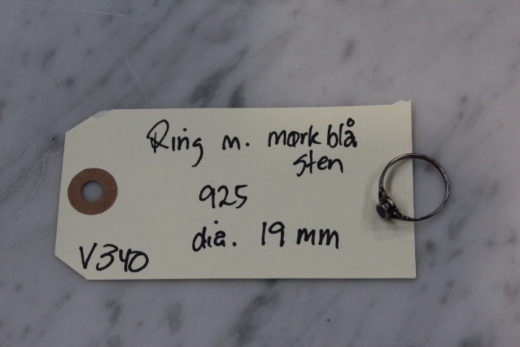 Ring m. mørk blå
sten
925
dia. 19 mm
V340